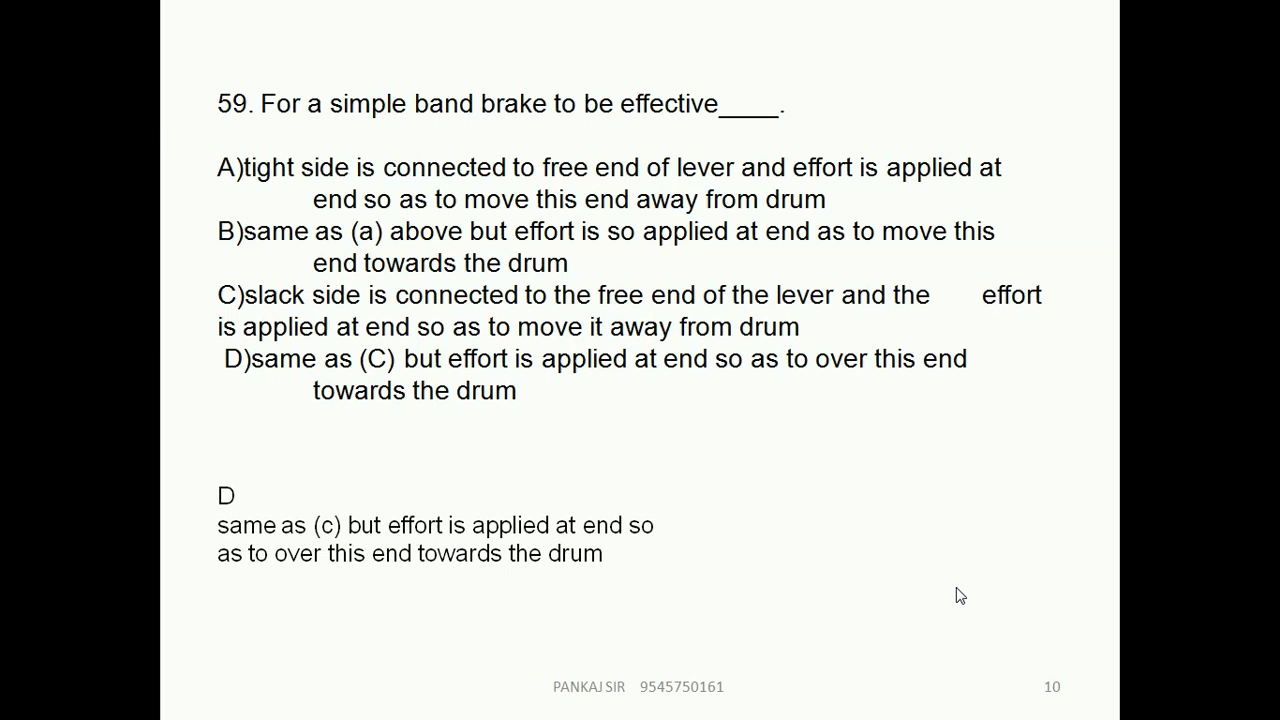 59. For a simple band brake to be effective____.
A)tight side is connected to free end of lever and effort is applied at
end so as to move this end away from drum
B)same as (a) above but effort is so applied at end as to move this
end towards the drum
C)slack side is connected to the free end of the lever and the effort
is applied at end so as to move it away from drum
D)same as (C) but effort is applied at end so as to over this end
towards the drum
D
same as (c) but effort is applied at end so
as to over this end towards the drum
PANKAJ SIR 9545750161
10